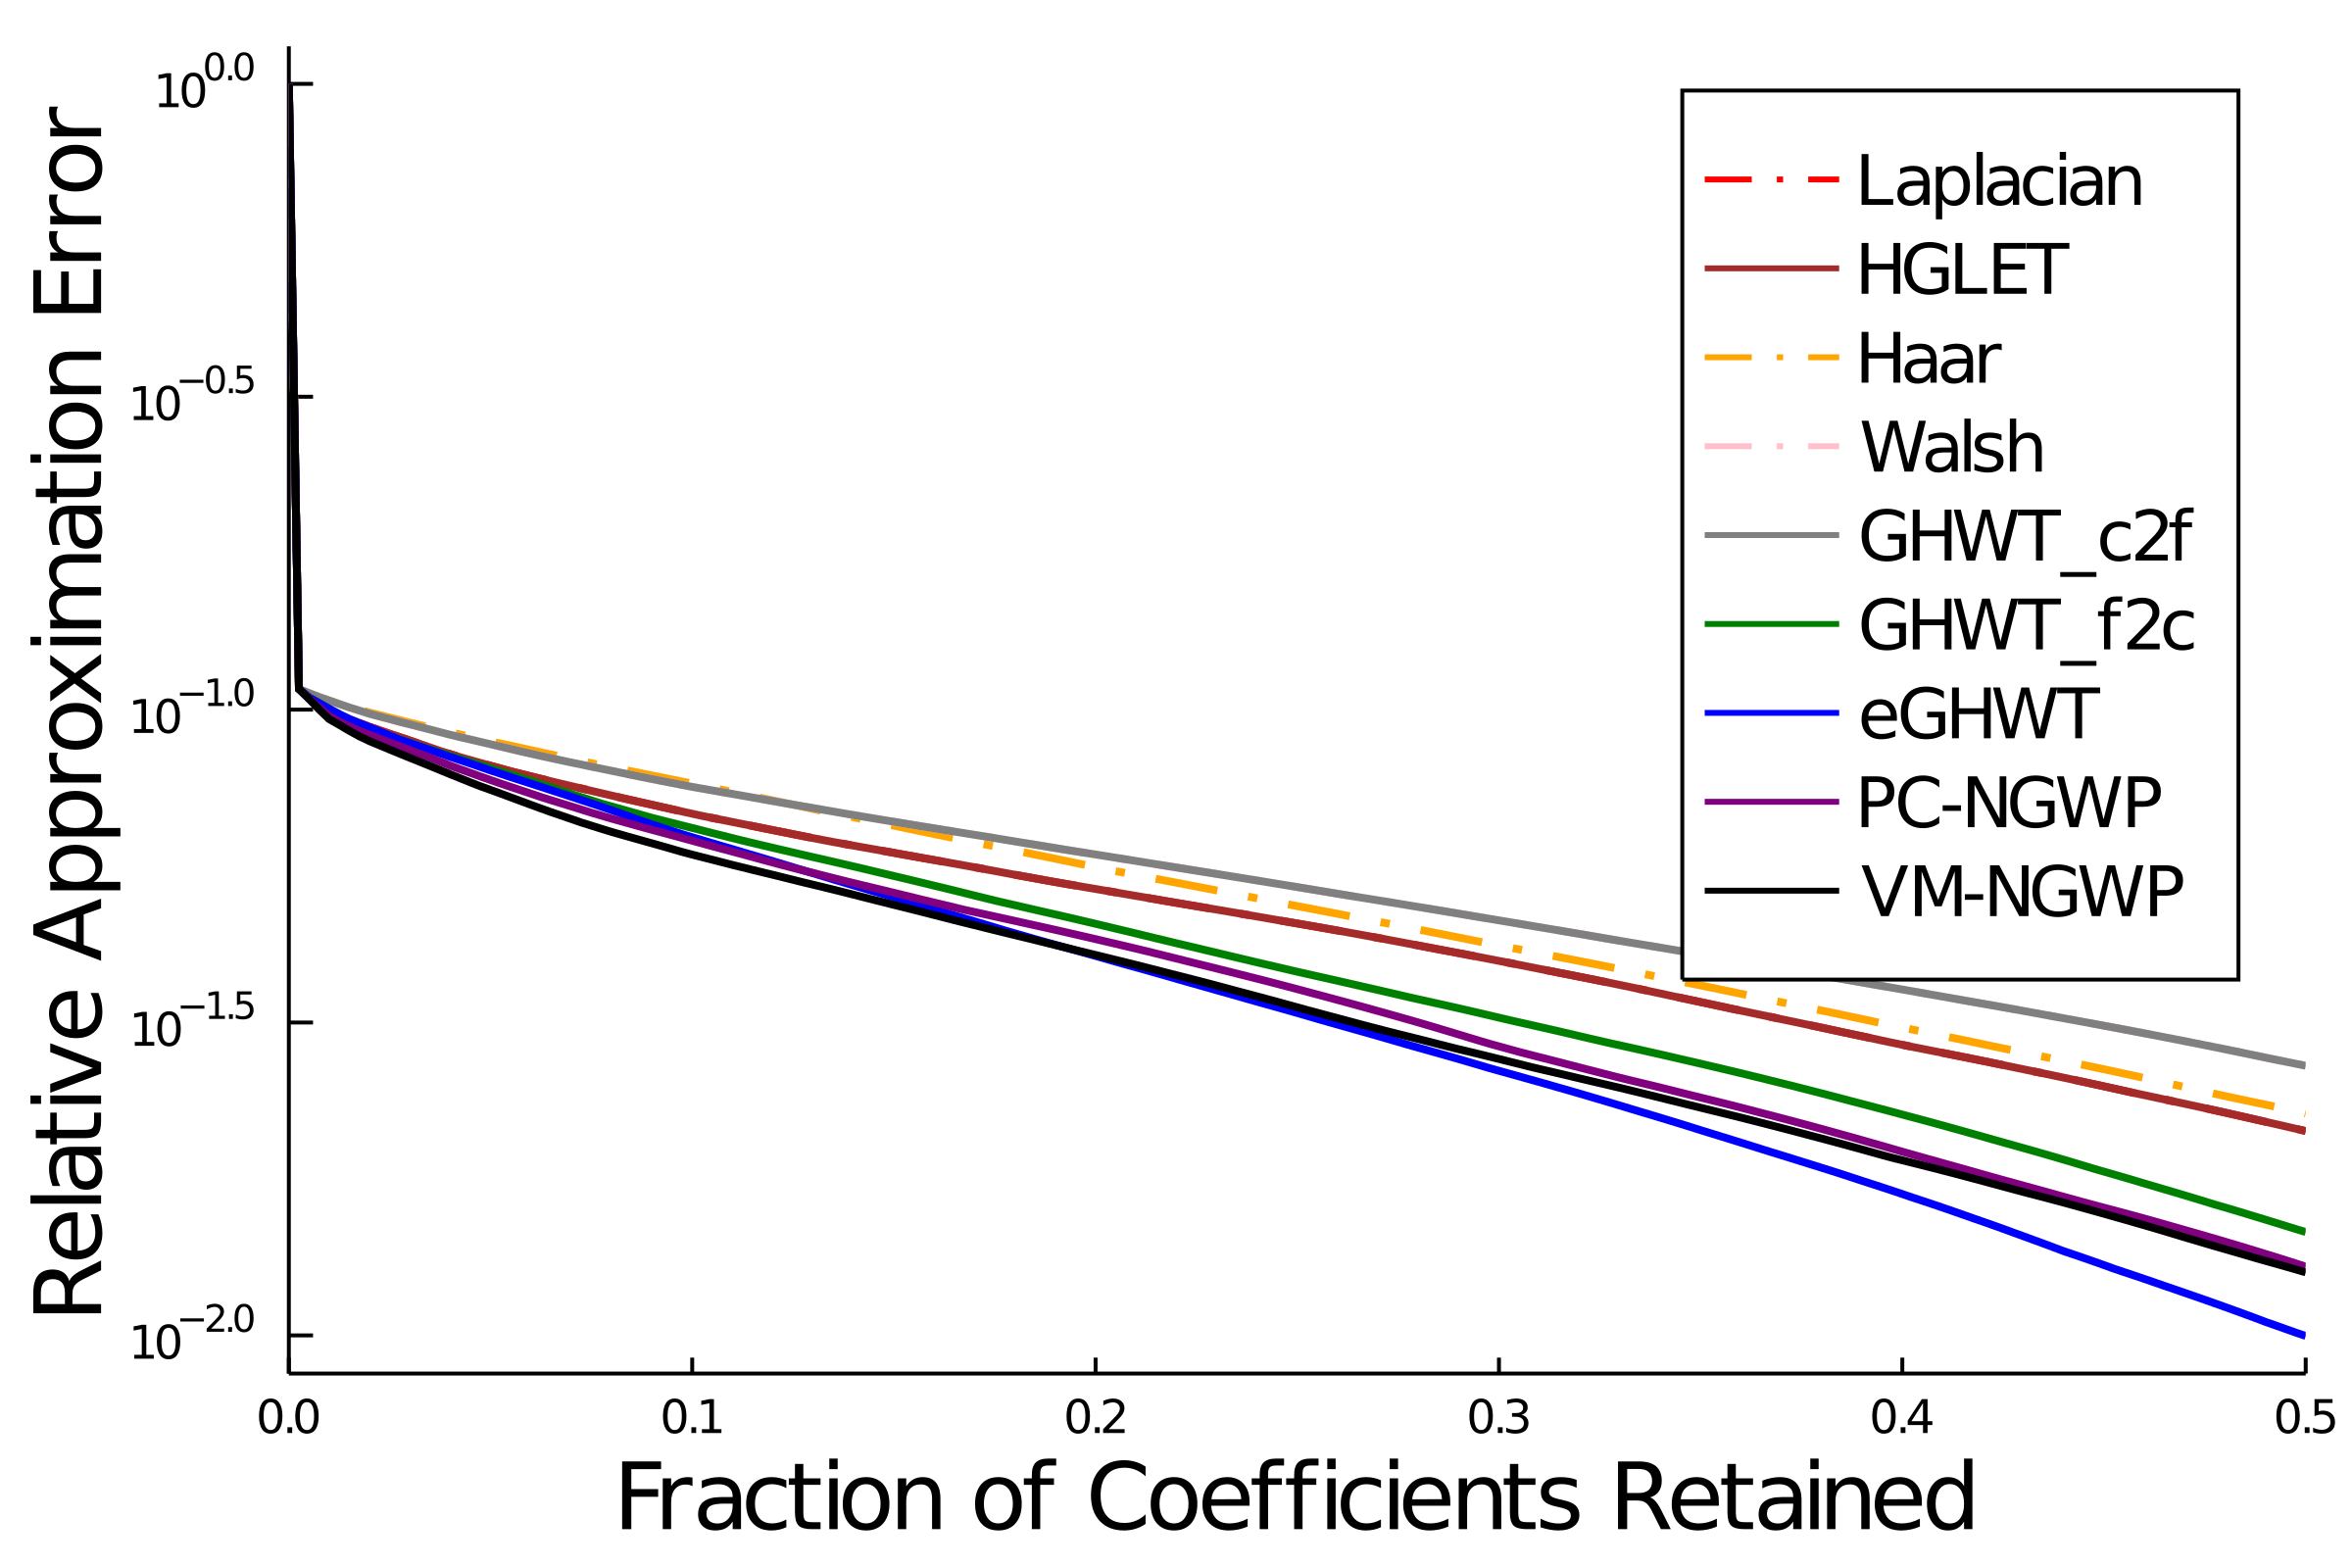 Relative Approximation Error
10^0.0
10^−0.5
10^−1.0
10^−1.5
10^−2.0
Laplacian
HGLET
Haar
Walsh
GHWT_c2f
GHWT_f2c
eGHWT
PC-NGWP
VM-NGWP
0.0 0.1 0.2 0.3 0.4 0.5
Fraction of Coefficients Retained